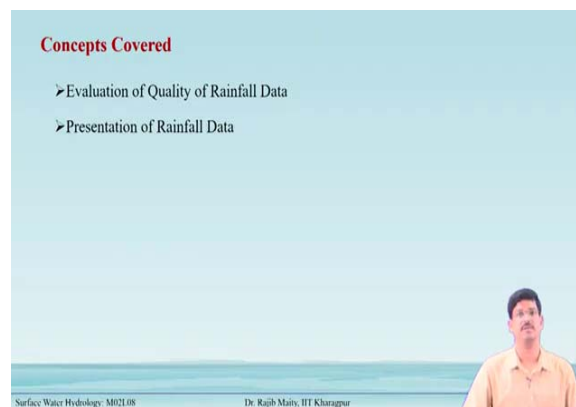 Concepts Covered
➢Evaluation of Quality of Rainfall Data
➢Presentation of Rainfall Data
Surface Water Hydrology: M02L08
Dr. Rajib Maity, IIT Kharagpur